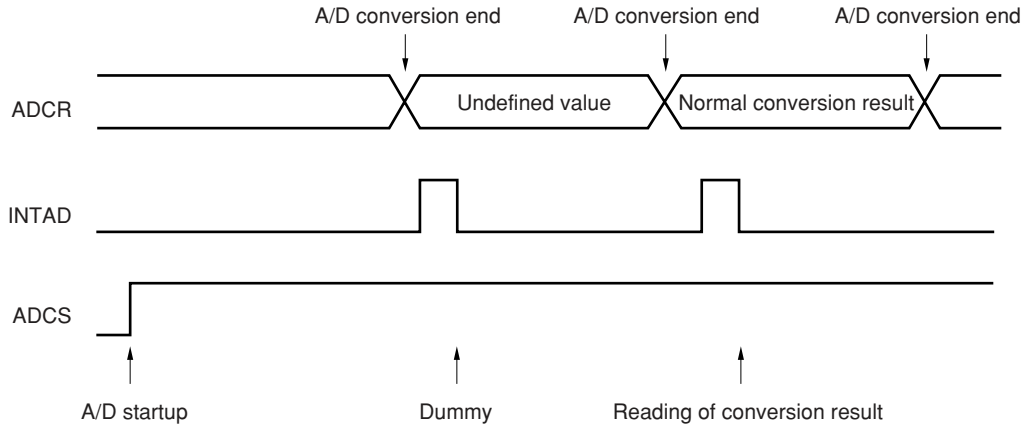 A/D conversion end A/D conversion end A/D conversion end
ADCR Undefined value Normal conversion result
INTAD
ADCS
A/D startup Dummy Reading of conversion result